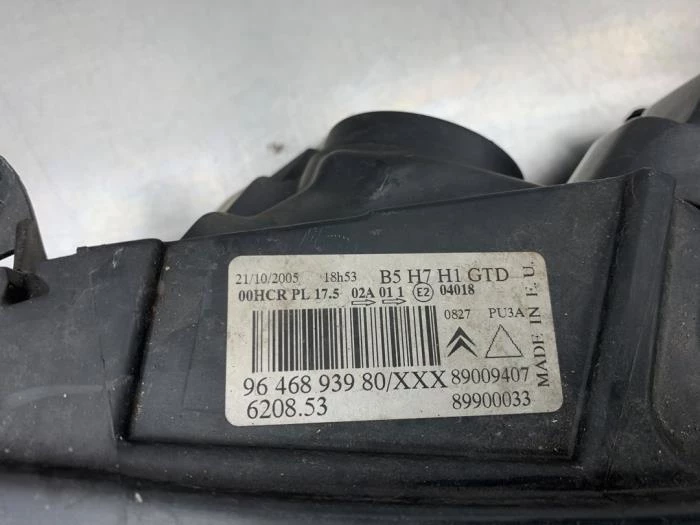 21/10/2005 18h53 B5 H7 H1 GTD
00HCR PL 17.5 02A 01 1 E2 04018
0827 PU3A
96 468 939 80/XXX 89009407
6208.53 89900033
MADE IN E.U.